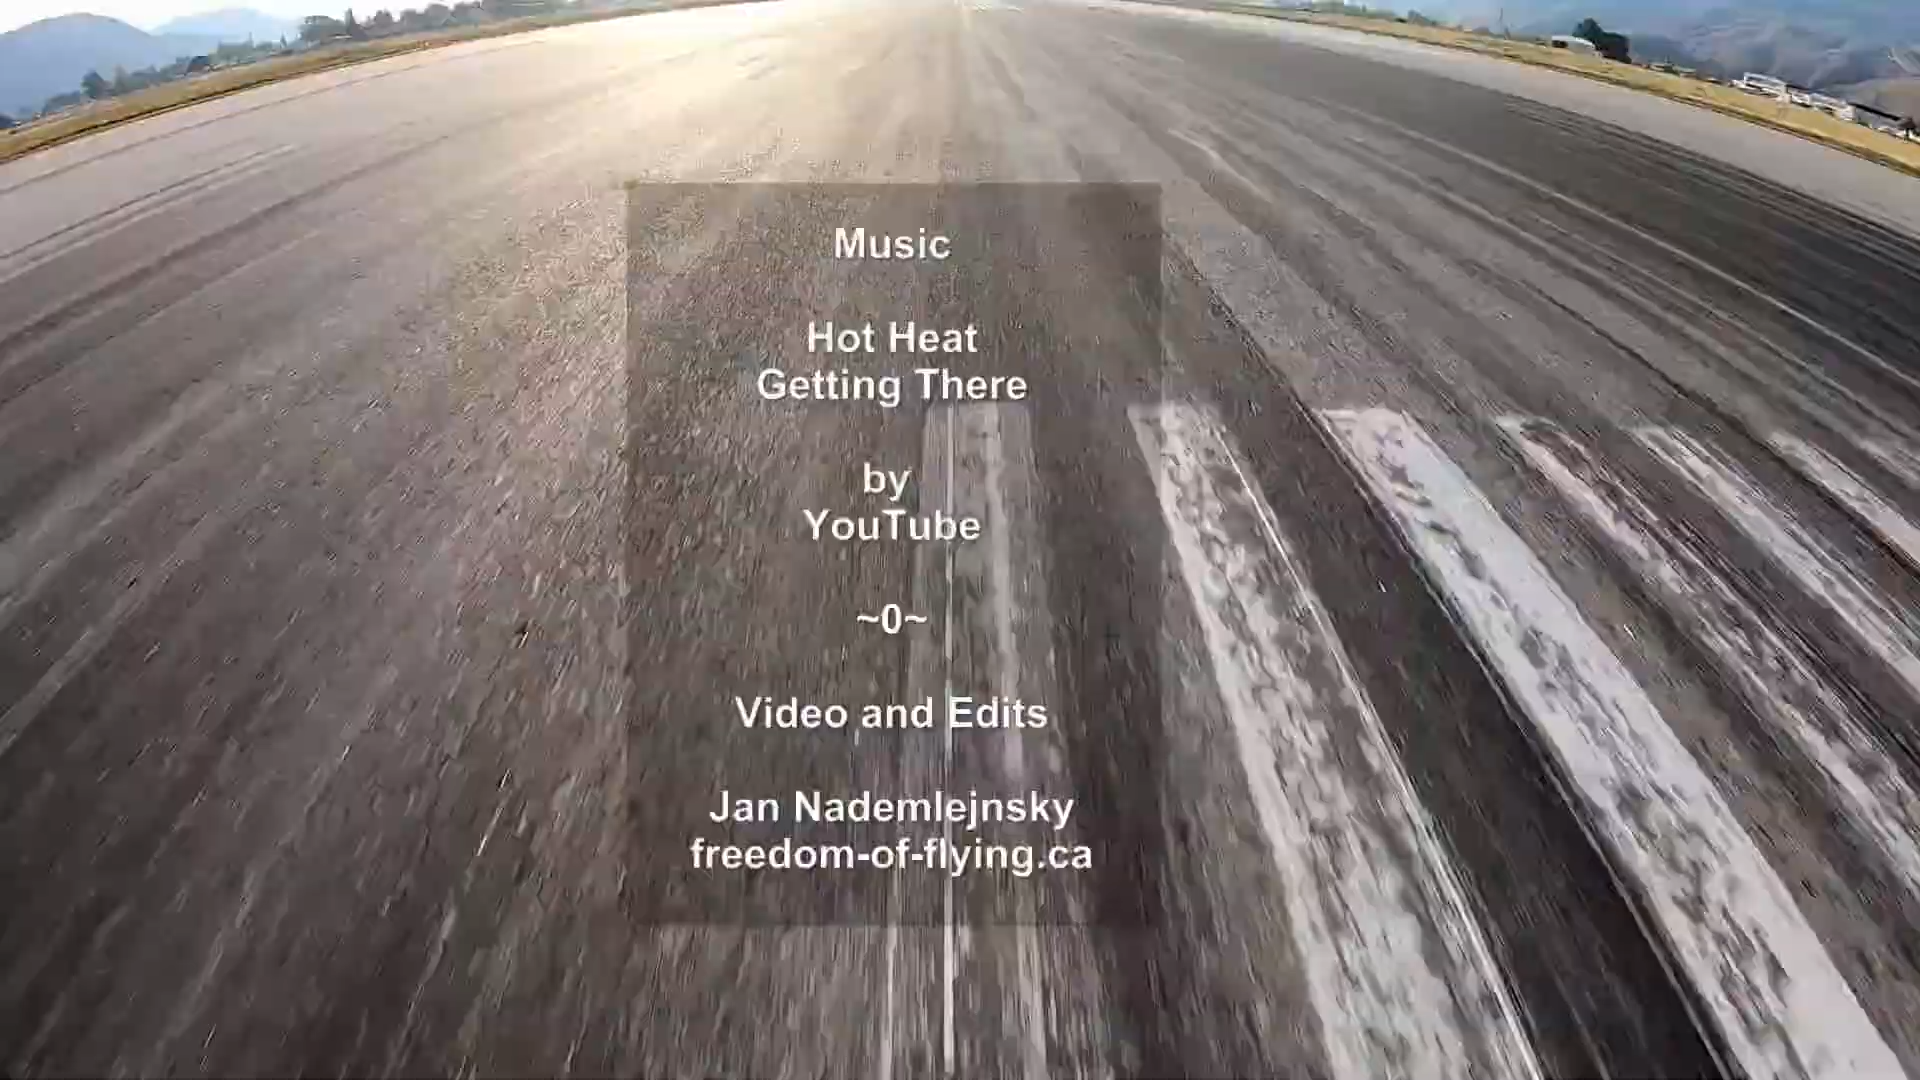 Music
Hot Heat
Getting There
by
YouTube
~0~
Video and Edits
Jan Nademlejnsky
freedom-of-flying.ca